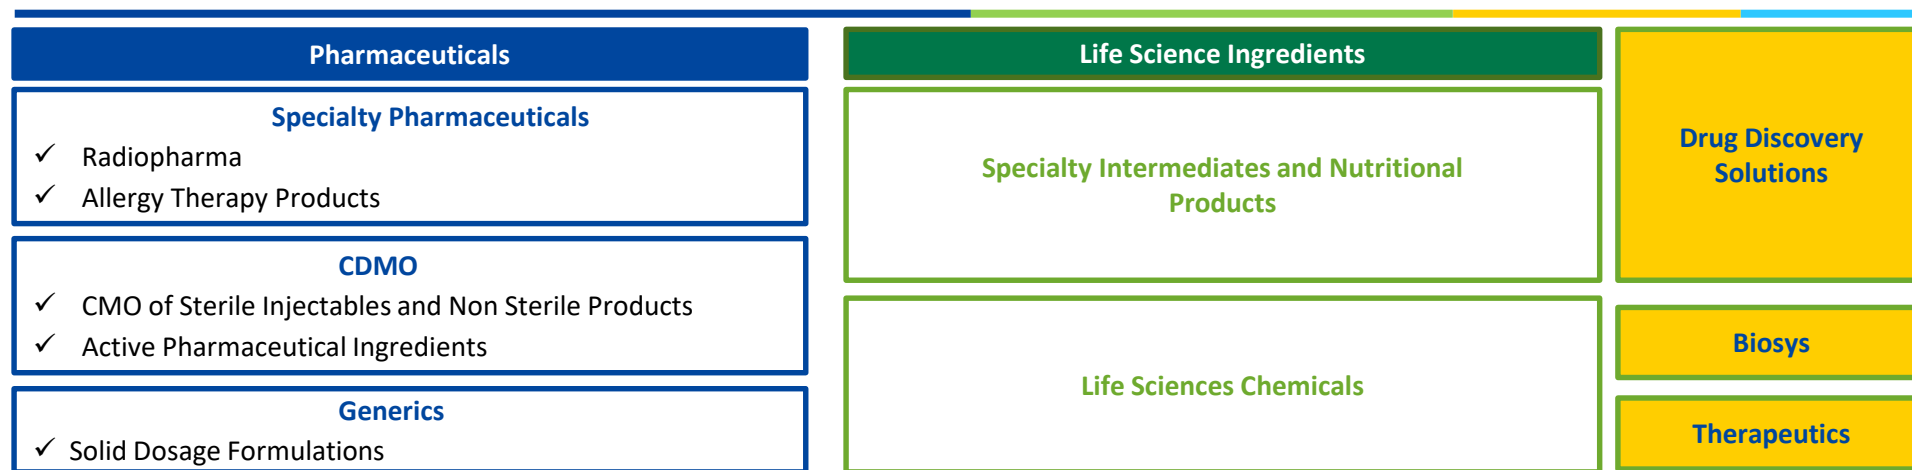 Pharmaceuticals
Specialty Pharmaceuticals
✓ Radiopharma
✓ Allergy Therapy Products
CDMO
✓ CMO of Sterile Injectables and Non Sterile Products
✓ Active Pharmaceutical Ingredients
Generics
✓ Solid Dosage Formulations
Life Science Ingredients
Specialty Intermediates and Nutritional
Products
Life Sciences Chemicals
Drug Discovery
Solutions
Biosys
Therapeutics